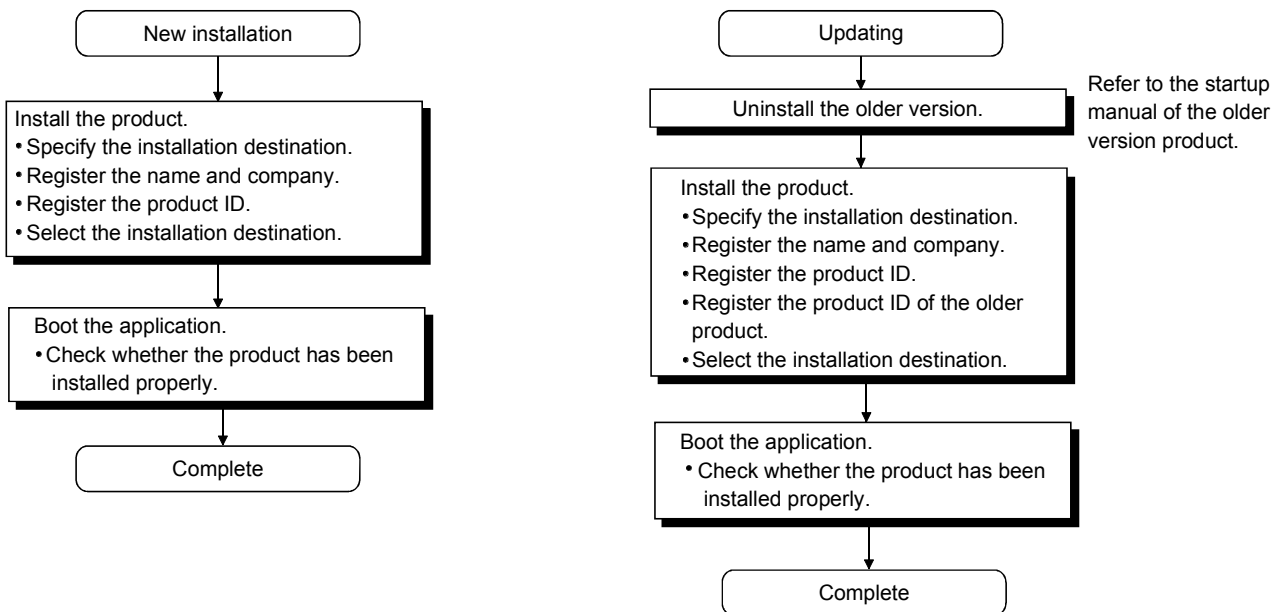 New installation
Install the product.
•Specify the installation destination.
•Register the name and company.
•Register the product ID.
•Select the installation destination.
Boot the application.
•Check whether the product has been
installed properly.
Complete
Updating
Uninstall the older version.
Refer to the startup
manual of the older
version product.
Install the product.
•Specify the installation destination.
•Register the name and company.
•Register the product ID.
•Register the product ID of the older
product.
•Select the installation destination.
Boot the application.
• Check whether the product has been
installed properly.
Complete